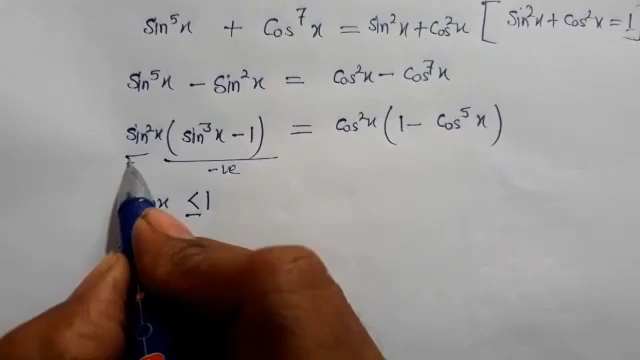 sin⁵x + cos⁷x = sin²x + cos²x [ sin²x + cos²x = 1 ]
sin⁵x - sin²x = cos²x - cos⁷x
sin²x ( sin³x - 1 ) = cos²x ( 1 - cos⁵x )
-ve
x ≤ 1